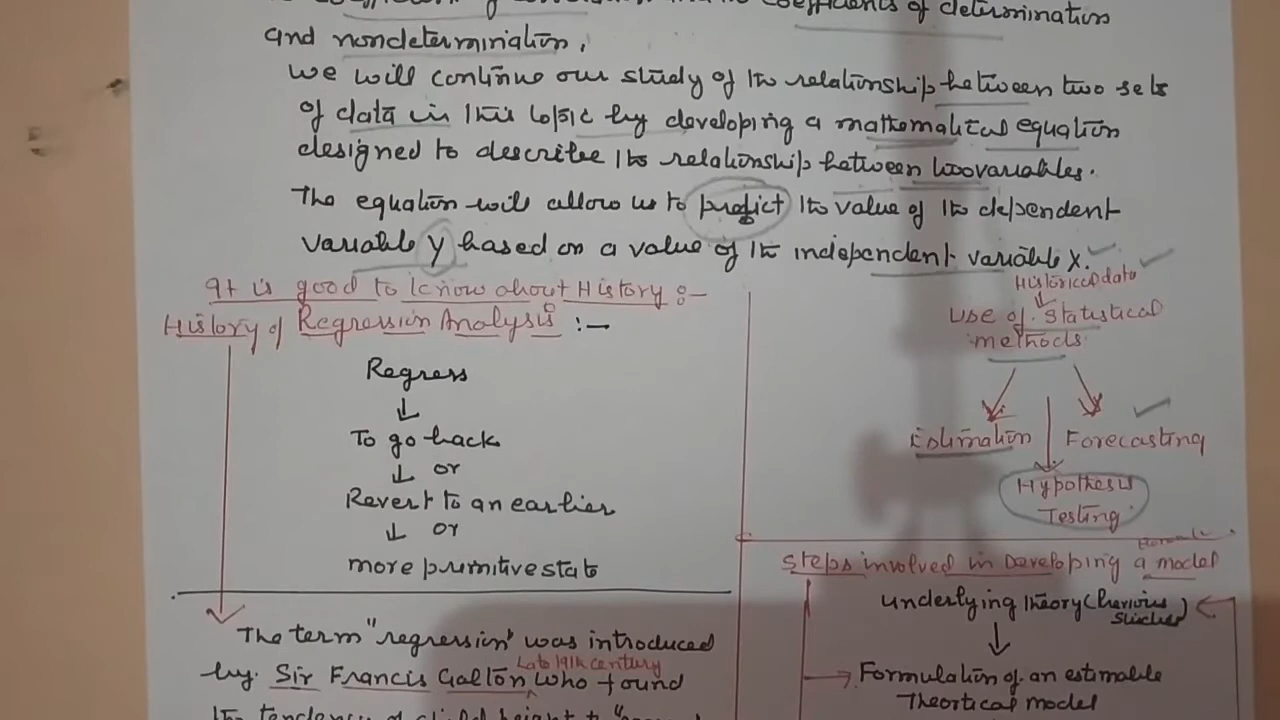 coefficients of determination
and nondetermination.
We will continue our study of the relationship between two sets
of data in this topic by developing a mathematical equation
designed to describe the relationship between two variables.
The equation will allow us to predict the value of the dependent
variable y based on a value of the independent variable x.
It is good to know about History :-
History of Regression Analysis :-
Regress
↓
To go back
↓ or
Revert to an earlier
↓ or
more primitive state
The term "regression" was introduced
Late 19th century
by Sir Francis Galton who found
Historical data
Use of Statistical
methods
Estimation Forecasting
Hypothesis
Testing
Steps involved in Developing a model
Underlying theory (Previous
Studies)
↓
Formulation of an estimable
Theortical model